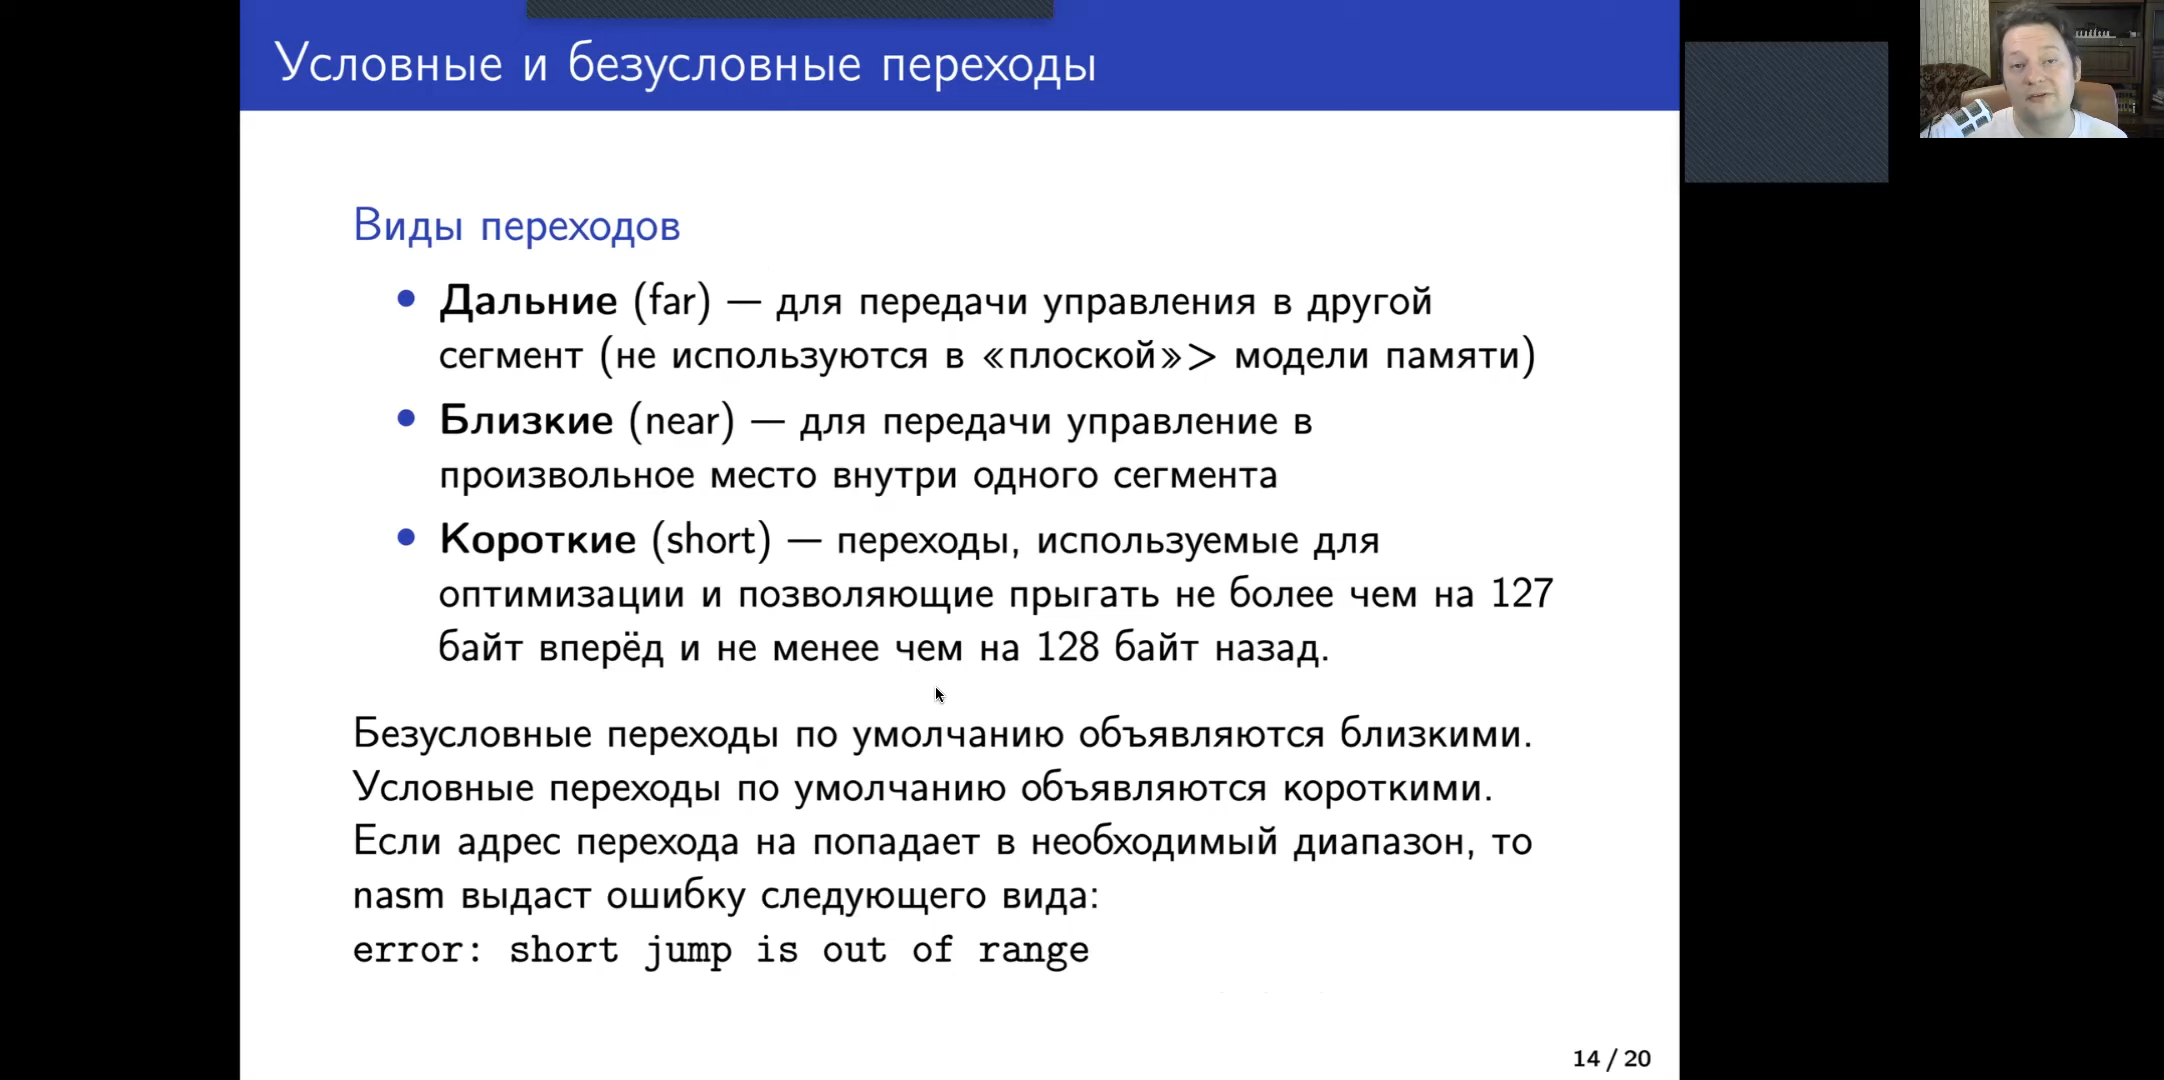 Условные и безусловные переходы
Виды переходов
• Дальние (far) — для передачи управления в другой
сегмент (не используются в «плоской»> модели памяти)
• Близкие (near) — для передачи управление в
произвольное место внутри одного сегмента
• Короткие (short) — переходы, используемые для
оптимизации и позволяющие прыгать не более чем на 127
байт вперёд и не менее чем на 128 байт назад.
Безусловные переходы по умолчанию объявляются близкими.
Условные переходы по умолчанию объявляются короткими.
Если адрес перехода на попадает в необходимый диапазон, то
nasm выдаст ошибку следующего вида:
error: short jump is out of range
14 / 20